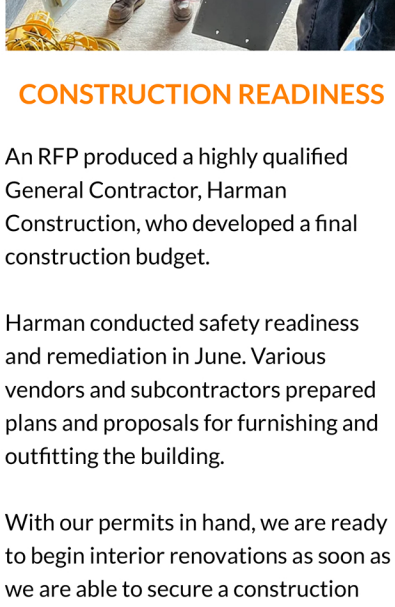 CONSTRUCTION READINESS
An RFP produced a highly qualified
General Contractor, Harman
Construction, who developed a final
construction budget.
Harman conducted safety readiness
and remediation in June. Various
vendors and subcontractors prepared
plans and proposals for furnishing and
outfitting the building.
With our permits in hand, we are ready
to begin interior renovations as soon as
we are able to secure a construction